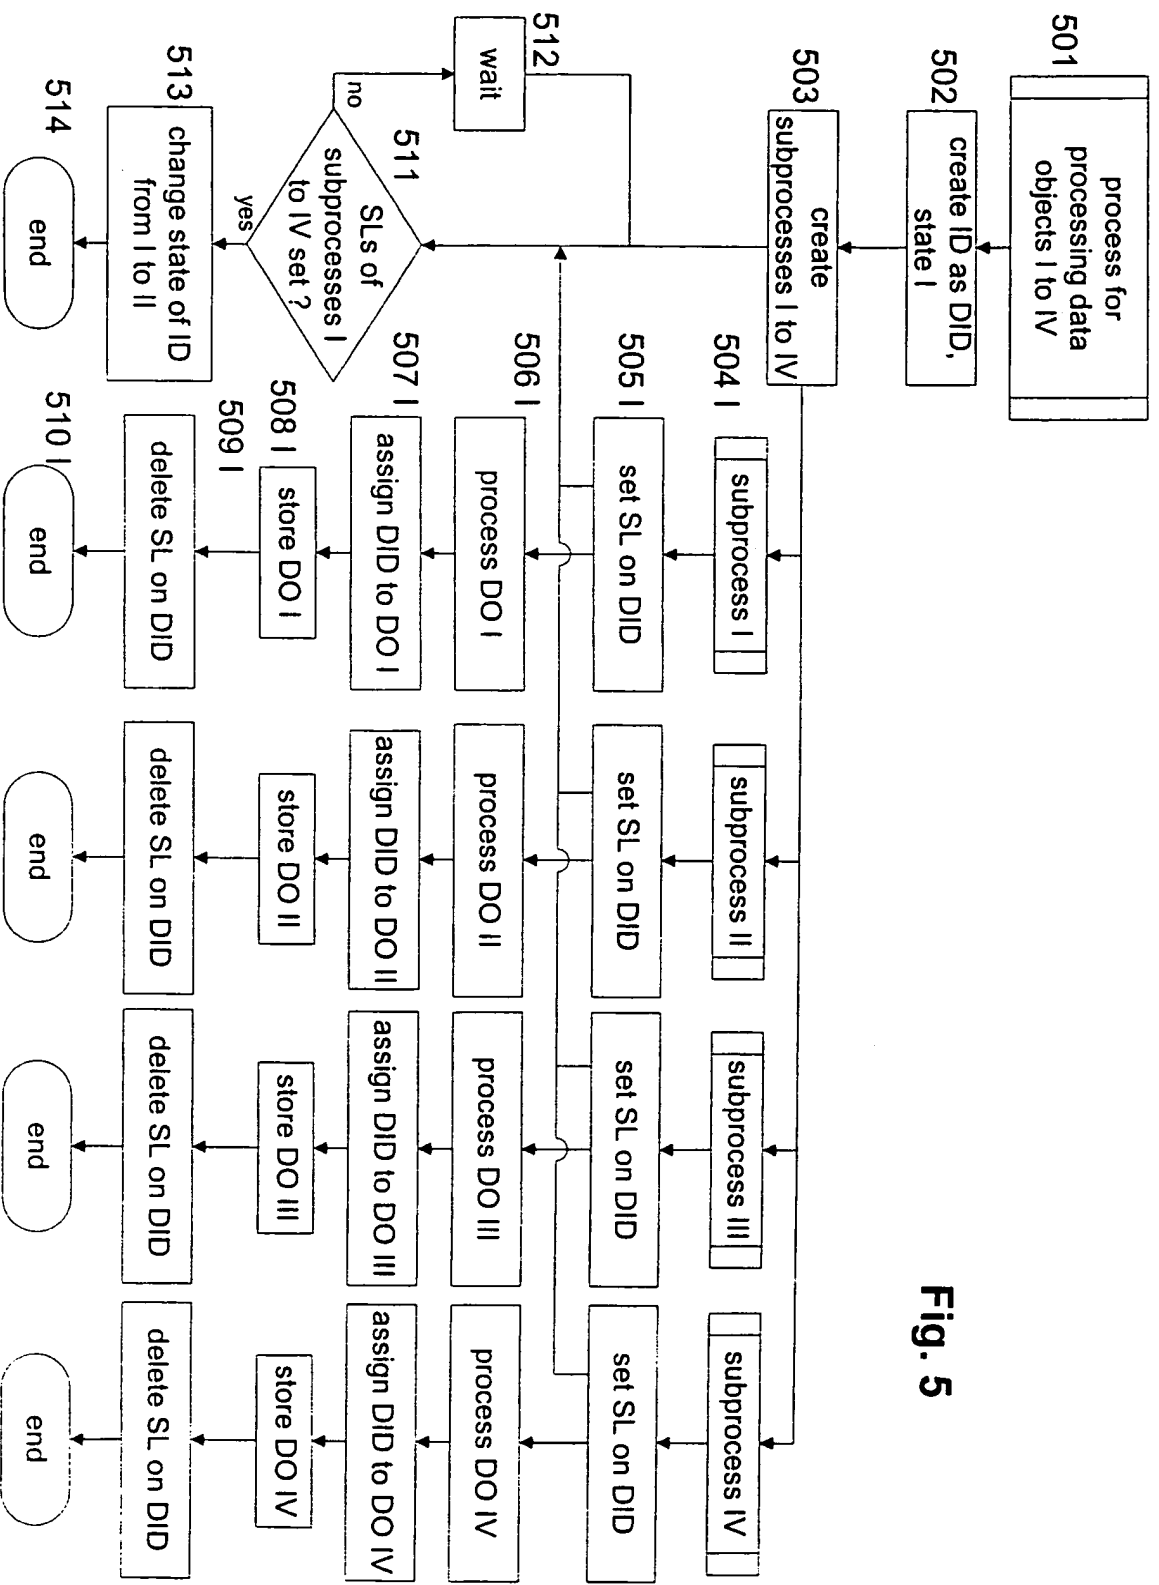 501
process for
processing data
objects I to IV
502
create ID as DID,
state I
503
create
subprocesses I to IV
512
wait
no
511
SLs of
subprocesses I
to IV set ?
yes
513
change state of ID
from I to II
514
end
504 I
subprocess I
505 I
set SL on DID
506 I
process DO I
507 I
assign DID to DO I
508 I
store DO I
509 I
delete SL on DID
510 I
end
subprocess II
set SL on DID
process DO II
assign DID to DO II
store DO II
delete SL on DID
end
subprocess III
set SL on DID
process DO III
assign DID to DO III
store DO III
delete SL on DID
end
subprocess IV
set SL on DID
process DO IV
assign DID to DO IV
store DO IV
delete SL on DID
end
Fig. 5